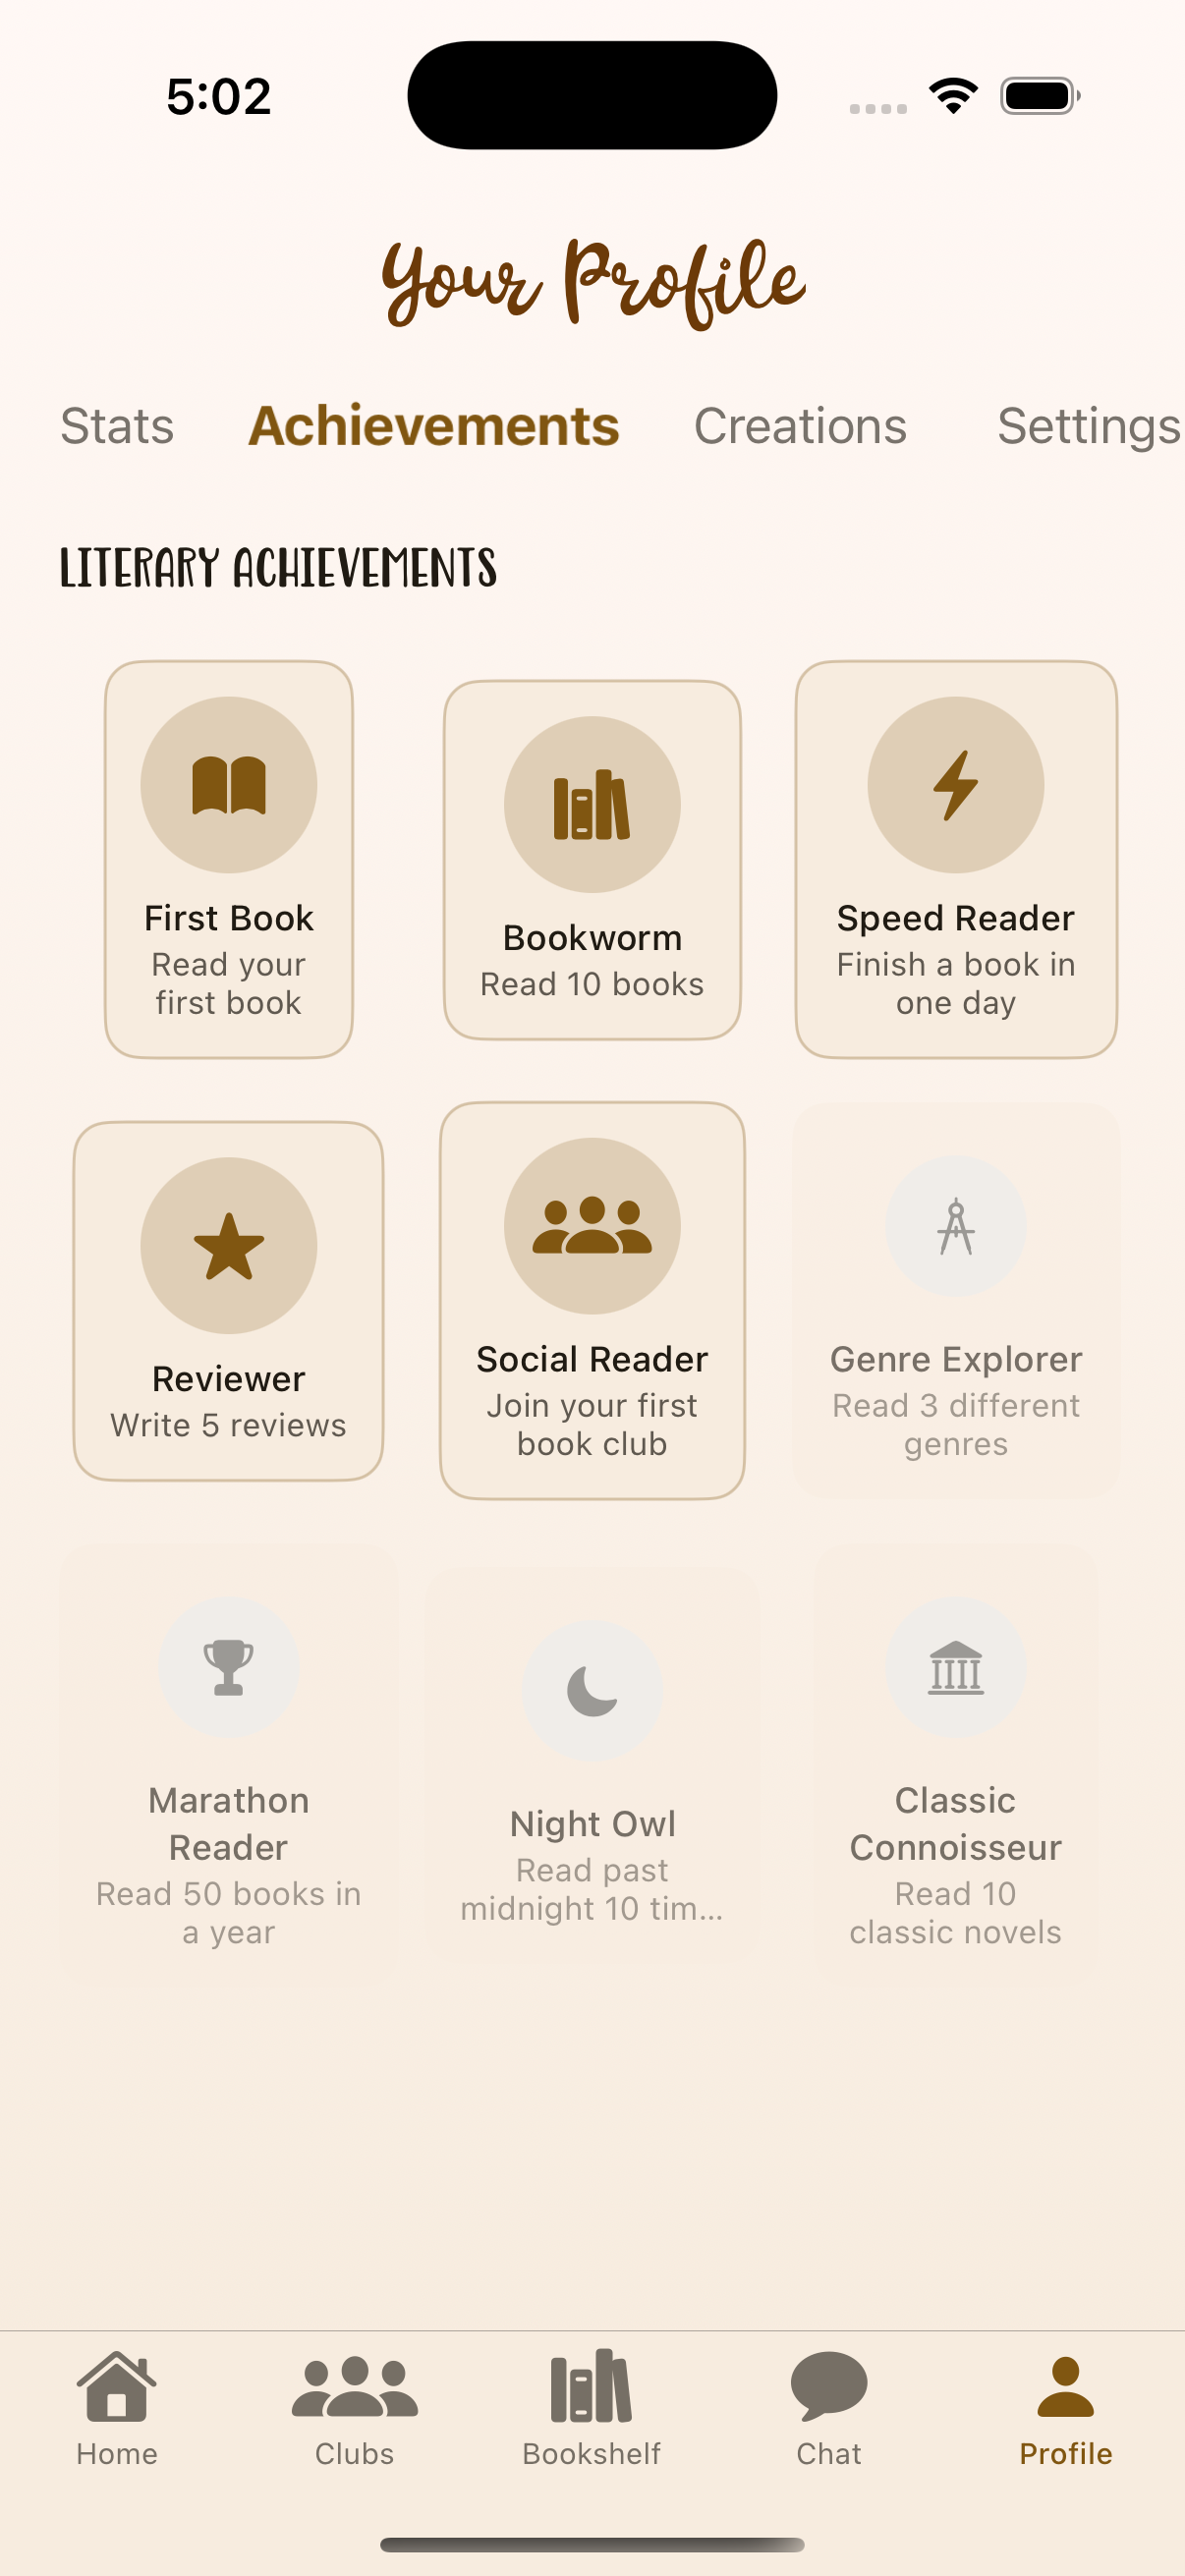 5:02
Your Profile
Stats Achievements Creations Settings
LITERARY ACHIEVEMENTS
First Book
Read your
first book
Bookworm
Read 10 books
Speed Reader
Finish a book in
one day
Reviewer
Write 5 reviews
Social Reader
Join your first
book club
Genre Explorer
Read 3 different
genres
Marathon
Reader
Read 50 books in
a year
Night Owl
Read past
midnight 10 tim...
Classic
Connoisseur
Read 10
classic novels
Home Clubs Bookshelf Chat Profile